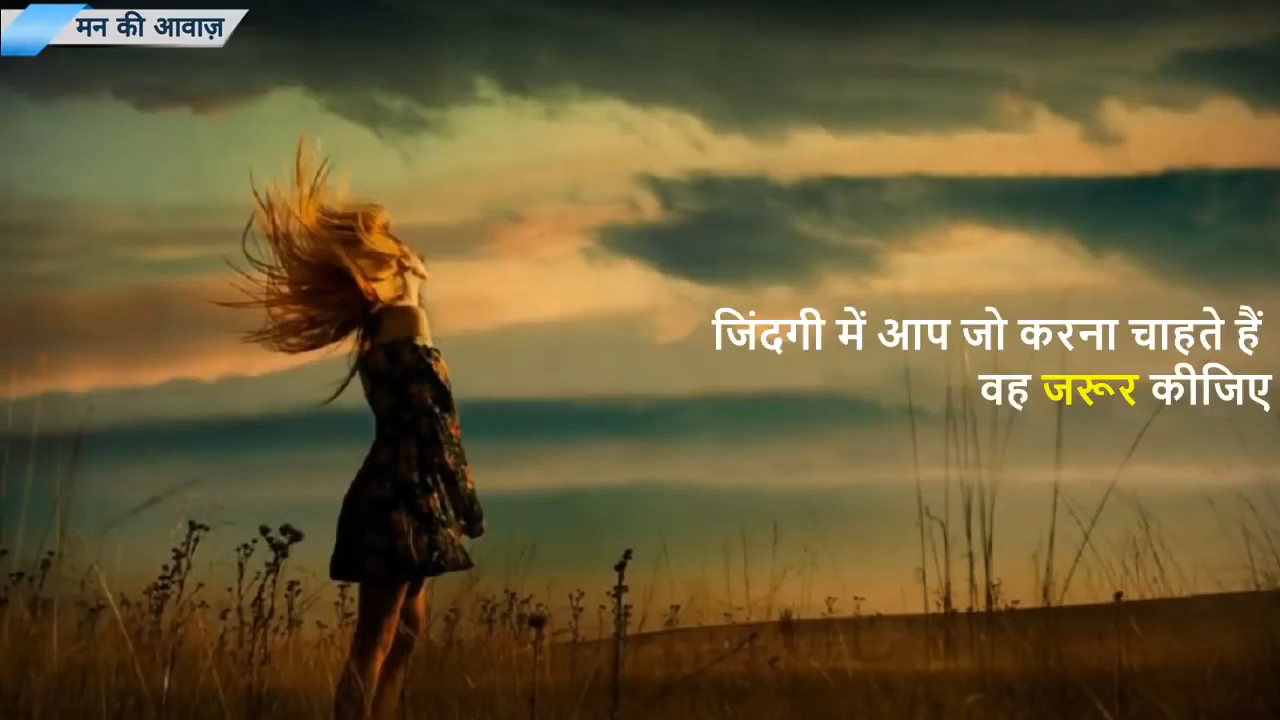 मन की आवाज़
जिंदगी में आप जो करना चाहते हैं
वह जरूर कीजिए